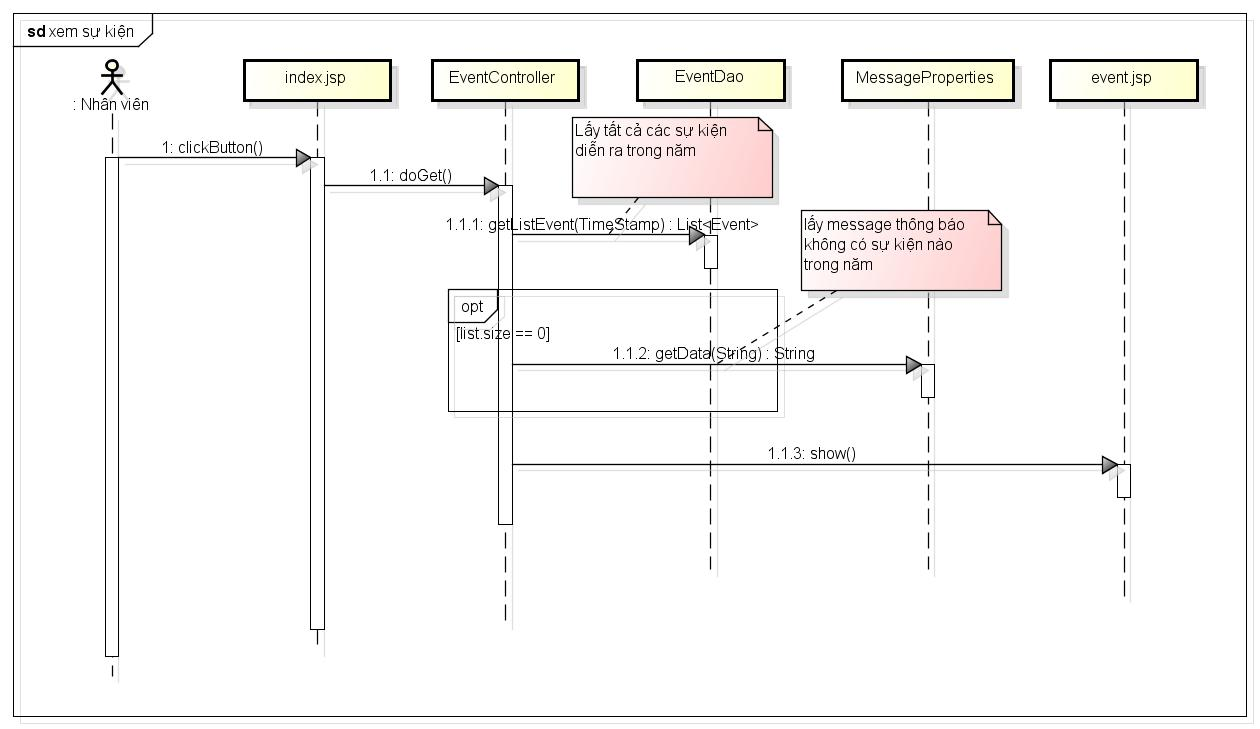 sd xem sự kiện
: Nhân viên
index.jsp
EventController
EventDao
MessageProperties
event.jsp
Lấy tất cả các sự kiện
diễn ra trong năm
1: clickButton()
1.1: doGet()
1.1.1: getListEvent(TimeStamp) : List<Event>
lấy message thông báo
không có sự kiện nào
trong năm
opt
[list.size == 0]
1.1.2: getData(String) : String
1.1.3: show()